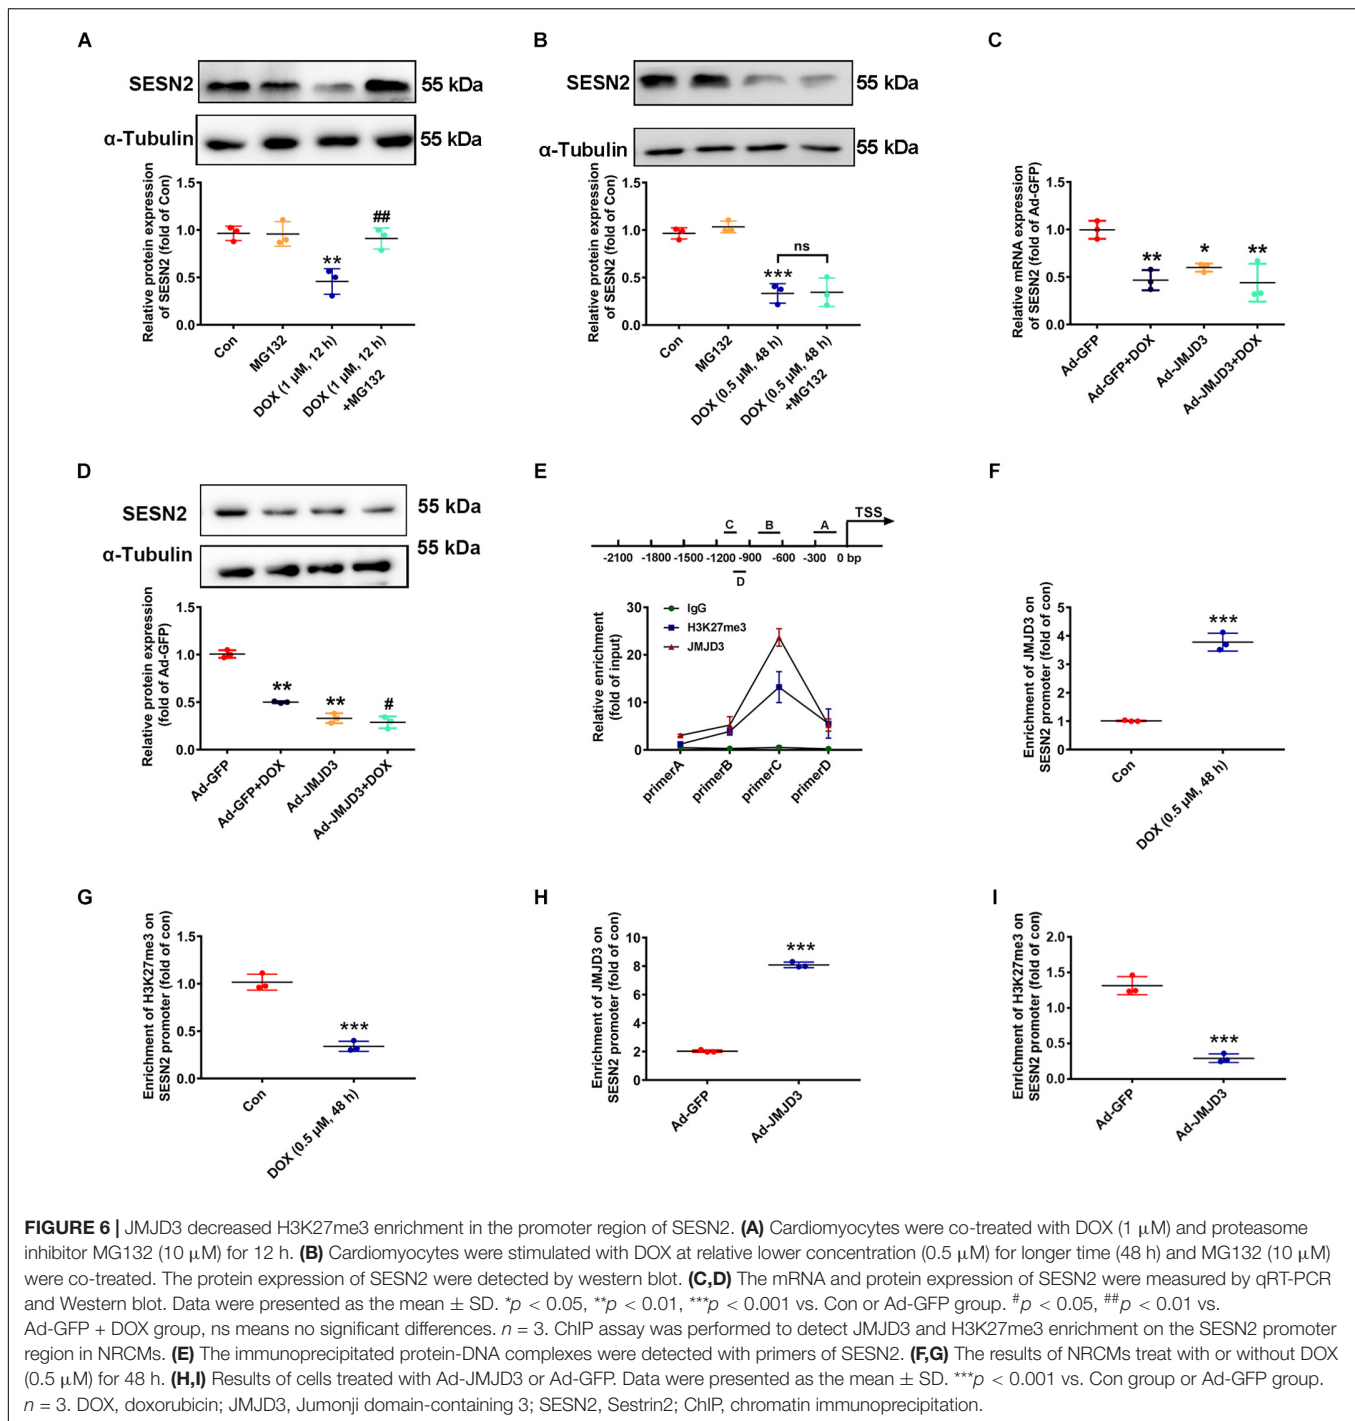 A
SESN2
55 kDa
α-Tubulin
55 kDa
Relative protein expression
of SESN2 (fold of Con)
1.5
1.0
0.5
0.0
**
##
Con
MG132
DOX (1 μM, 12 h)
DOX (1 μM, 12 h)
+MG132
B
SESN2
55 kDa
α-Tubulin
55 kDa
Relative protein expression
of SESN2 (fold of Con)
1.5
1.0
0.5
0.0
***
ns
Con
MG132
DOX (0.5 μM, 48 h)
DOX (0.5 μM, 48 h)
+MG132
C
Relative mRNA expression
of SESN2 (fold of Ad-GFP)
1.5
1.0
0.5
0.0
**
*
**
Ad-GFP
Ad-GFP+DOX
Ad-JMJD3
Ad-JMJD3+DOX
D
SESN2
55 kDa
α-Tubulin
55 kDa
Relative protein expression
(fold of Ad-GFP)
1.5
1.0
0.5
0.0
**
**
#
Ad-GFP
Ad-GFP+DOX
Ad-JMJD3
Ad-JMJD3+DOX
E
TSS
C B A
-2100 -1800 -1500 -1200 -900 -600 -300 0 bp
D
Relative enrichment
(fold of input)
30
20
10
0
IgG
H3K27me3
JMJD3
primerA
primerB
primerC
primerD
F
Enrichment of JMJD3 on
SESN2 promoter (fold of con)
5
4
3
2
1
0
***
Con
DOX (0.5 μM, 48 h)
G
Enrichment of H3K27me3 on
SESN2 promoter (fold of con)
1.5
1.0
0.5
0.0
***
Con
DOX (0.5 μM, 48 h)
H
Enrichment of JMJD3 on
SESN2 promoter (fold of con)
10
8
6
4
2
0
***
Ad-GFP
Ad-JMJD3
I
Enrichment of H3K27me3 on
SESN2 promoter (fold of con)
2.0
1.5
1.0
0.5
0.0
***
Ad-GFP
Ad-JMJD3
FIGURE 6 | JMJD3 decreased H3K27me3 enrichment in the promoter region of SESN2. (A) Cardiomyocytes were co-treated with DOX (1 μM) and proteasome
inhibitor MG132 (10 μM) for 12 h. (B) Cardiomyocytes were stimulated with DOX at relative lower concentration (0.5 μM) for longer time (48 h) and MG132 (10 μM)
were co-treated. The protein expression of SESN2 were detected by western blot. (C,D) The mRNA and protein expression of SESN2 were measured by qRT-PCR
and Western blot. Data were presented as the mean ± SD. *p < 0.05, **p < 0.01, ***p < 0.001 vs. Con or Ad-GFP group. #p < 0.05, ##p < 0.01 vs.
Ad-GFP + DOX group, ns means no significant differences. n = 3. ChIP assay was performed to detect JMJD3 and H3K27me3 enrichment on the SESN2 promoter
region in NRCMs. (E) The immunoprecipitated protein-DNA complexes were detected with primers of SESN2. (F,G) The results of NRCMs treat with or without DOX
(0.5 μM) for 48 h. (H,I) Results of cells treated with Ad-JMJD3 or Ad-GFP. Data were presented as the mean ± SD. ***p < 0.001 vs. Con group or Ad-GFP group.
n = 3. DOX, doxorubicin; JMJD3, Jumonji domain-containing 3; SESN2, Sestrin2; ChIP, chromatin immunoprecipitation.